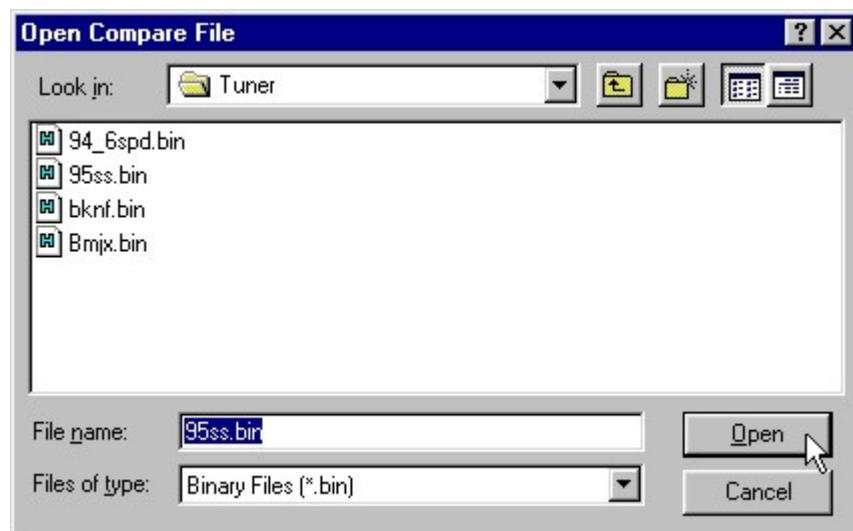 Open Compare File
Look in: Tuner
94_6spd.bin
95ss.bin
bknf.bin
Bmjx.bin
File name: 95ss.bin Open
Files of type: Binary Files (*.bin) Cancel